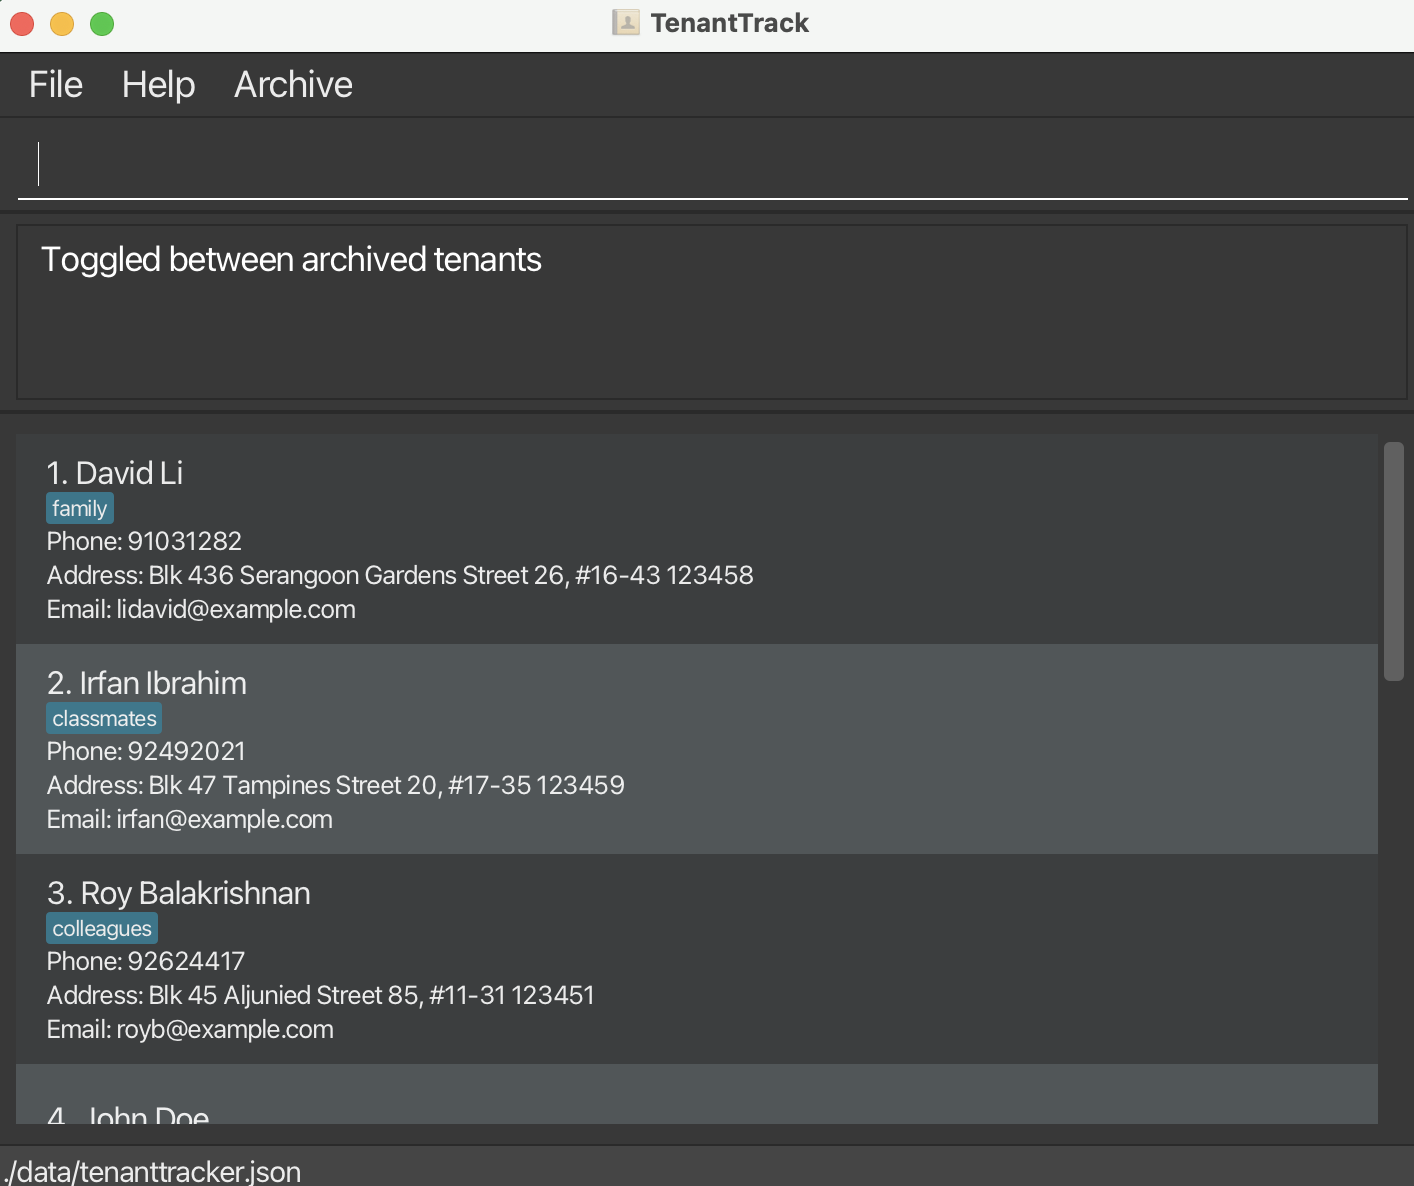 TenantTrack
File Help Archive
Toggled between archived tenants
1. David Li
family
Phone: 91031282
Address: Blk 436 Serangoon Gardens Street 26, #16-43 123458
Email: lidavid@example.com
2. Irfan Ibrahim
classmates
Phone: 92492021
Address: Blk 47 Tampines Street 20, #17-35 123459
Email: irfan@example.com
3. Roy Balakrishnan
colleagues
Phone: 92624417
Address: Blk 45 Aljunied Street 85, #11-31 123451
Email: royb@example.com
4. John Doe
./data/tenanttracker.json